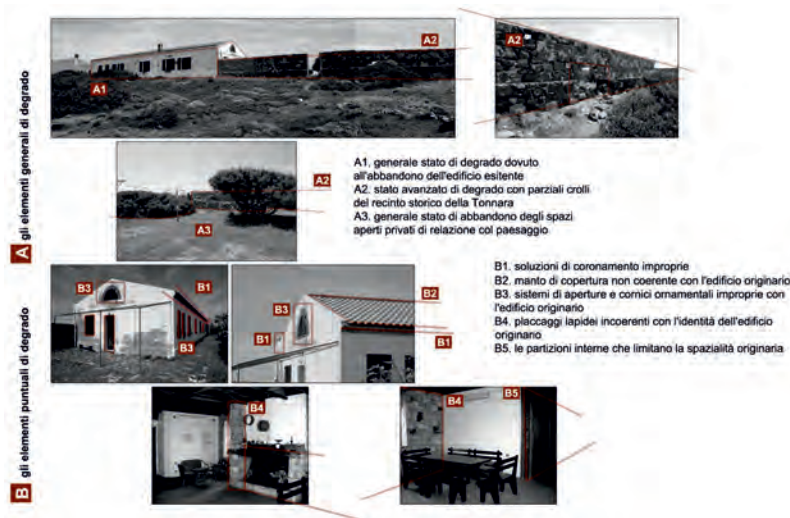 A gli elementi generali di degrado
A2
A1
A2
A2
A3
A1. generale stato di degrado dovuto
all'abbandono dell'edificio esitente
A2. stato avanzato di degrado con parziali crolli
del recinto storico della Tonnara
A3. generale stato di abbandono degli spazi
aperti privati di relazione col paesaggio
B gli elementi puntuali di degrado
B3
B1
B3
B2
B3
B1
B1
B1. soluzioni di coronamento improprie
B2. manto di copertura non coerente con l'edificio originario
B3. sistemi di aperture e cornici ornamentali improprie con
l'edificio originario
B4. placcaggi lapidei incoerenti con l'identità dell'edificio
originario
B5. le partizioni interne che limitano la spazialità originaria
B4
B4
B5